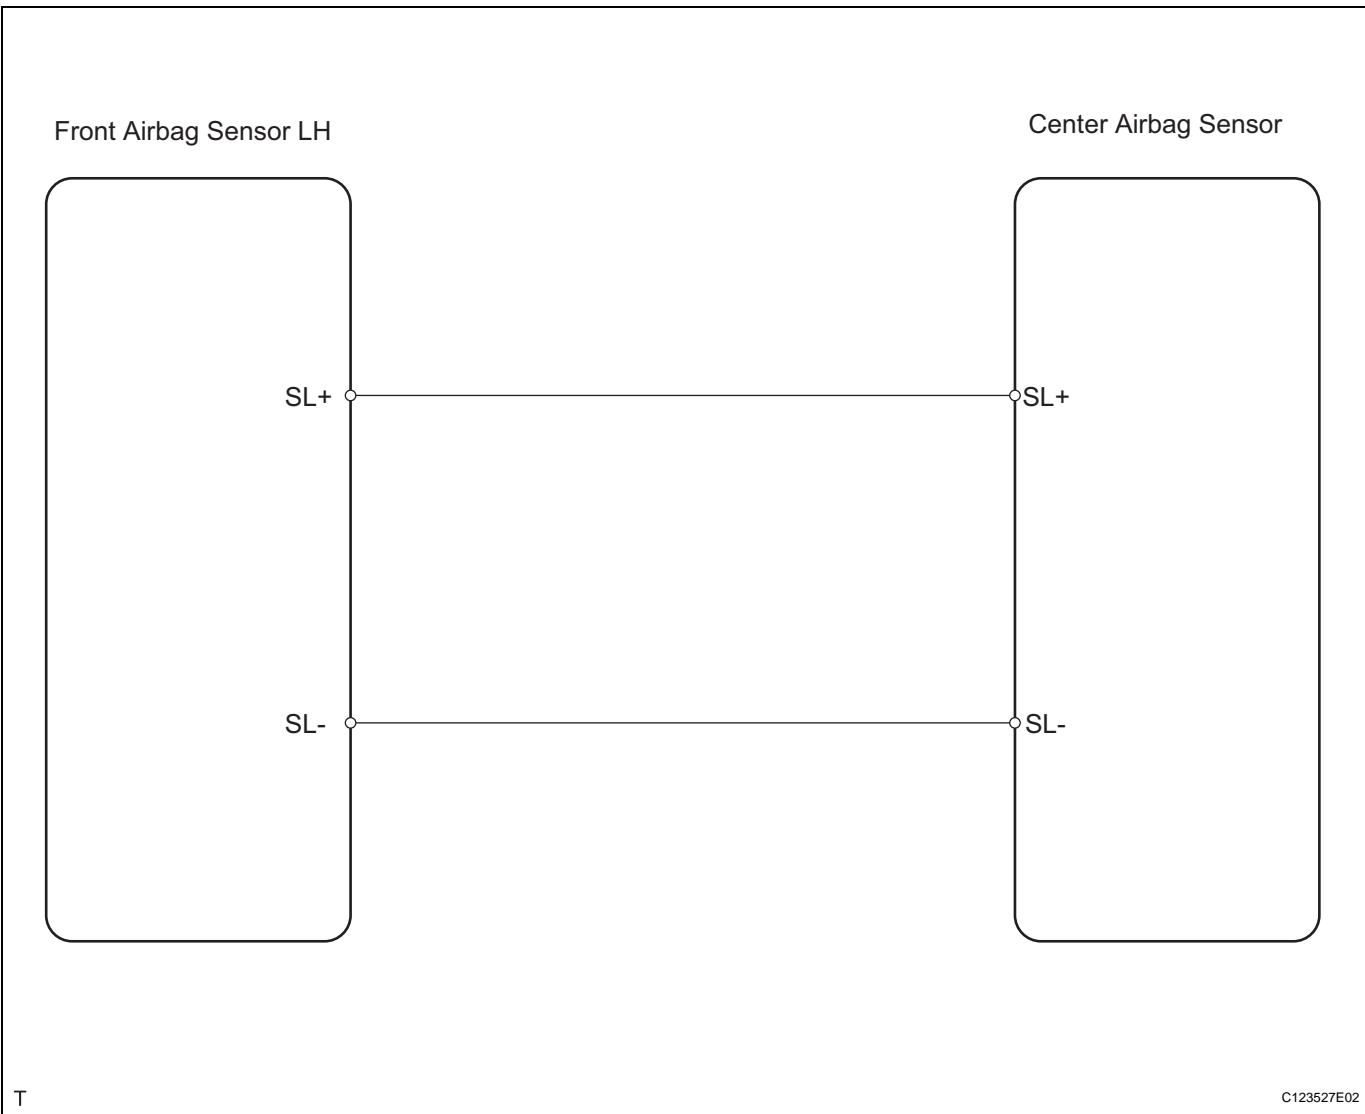 Front Airbag Sensor LH
Center Airbag Sensor
SL+
SL+
SL-
SL-
T
C123527E02